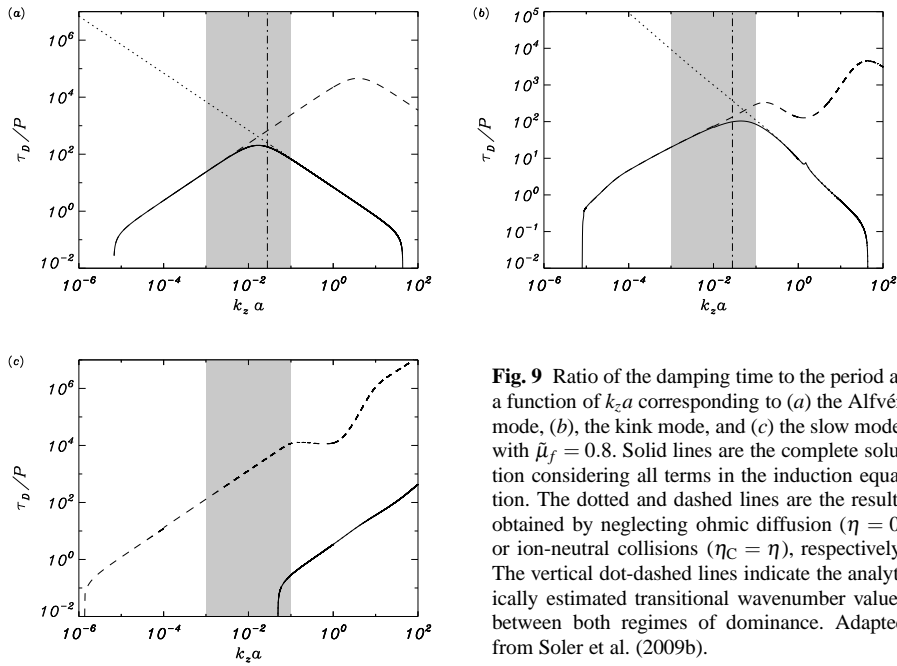 (a)
10^6
10^4
10^2
10^0
10^-2
τ_D/P
10^-6 10^-4 10^-2 10^0 10^2
k_z a
(b)
10^5
10^4
10^3
10^2
10^1
10^0
10^-1
10^-2
τ_D/P
10^-6 10^-4 10^-2 10^0 10^2
k_z a
(c)
10^6
10^4
10^2
10^0
10^-2
τ_D/P
10^-6 10^-4 10^-2 10^0 10^2
k_z a
Fig. 9 Ratio of the damping time to the period a
a function of k_z a corresponding to (a) the Alfvé
mode, (b), the kink mode, and (c) the slow mode
with μ̃_f = 0.8. Solid lines are the complete solu
tion considering all terms in the induction equa
tion. The dotted and dashed lines are the result
obtained by neglecting ohmic diffusion (η = 0
or ion-neutral collisions (η_C = η), respectively
The vertical dot-dashed lines indicate the analyt
ically estimated transitional wavenumber value
between both regimes of dominance. Adapte
from Soler et al. (2009b).